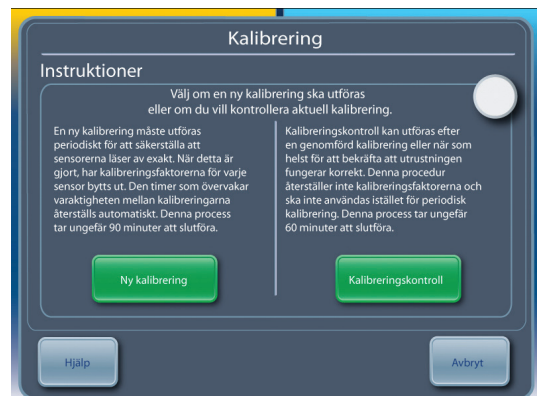 Kalibrering
Instruktioner
Välj om en ny kalibrering ska utföras
eller om du vill kontrollera aktuell kalibrering.
En ny kalibrering måste utföras
periodiskt för att säkerställa att
sensorerna läser av exakt. När detta är
gjort, har kalibreringsfaktorerna för varje
sensor bytts ut. Den timer som övervakar
varaktigheten mellan kalibreringarna
återställs automatiskt. Denna process
tar ungefär 90 minuter att slutföra.
Ny kalibrering
Kalibreringskontroll kan utföras efter
en genomförd kalibrering eller när som
helst för att bekräfta att utrustningen
fungerar korrekt. Denna procedur
återställer inte kalibreringsfaktorerna och
ska inte användas istället för periodisk
kalibrering. Denna process tar ungefär
60 minuter att slutföra.
Kalibreringskontroll
Hjälp
Avbryt